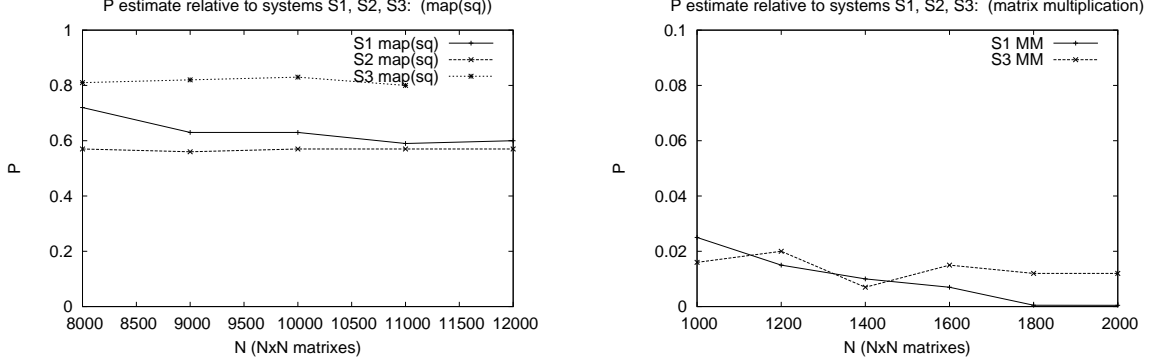 P estimate relative to systems S1, S2, S3: (map(sq))
S1 map(sq)
S2 map(sq)
S3 map(sq)
1
0.8
0.6
0.4
0.2
0
P
8000 8500 9000 9500 10000 10500 11000 11500 12000
N (NxN matrixes)
P estimate relative to systems S1, S2, S3: (matrix multiplication)
S1 MM
S3 MM
0.1
0.08
0.06
0.04
0.02
0
P
1000 1200 1400 1600 1800 2000
N (NxN matrixes)